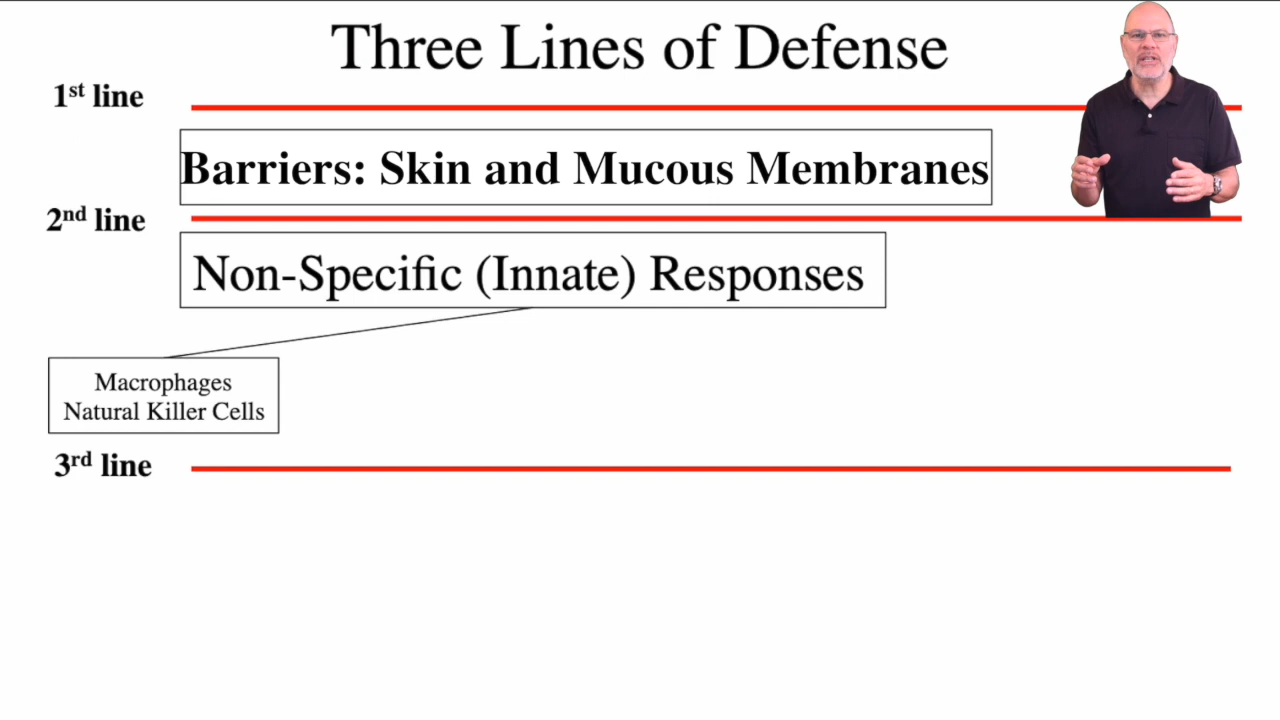 Three Lines of Defense
1st line
Barriers: Skin and Mucous Membranes
2nd line
Non-Specific (Innate) Responses
Macrophages
Natural Killer Cells
3rd line